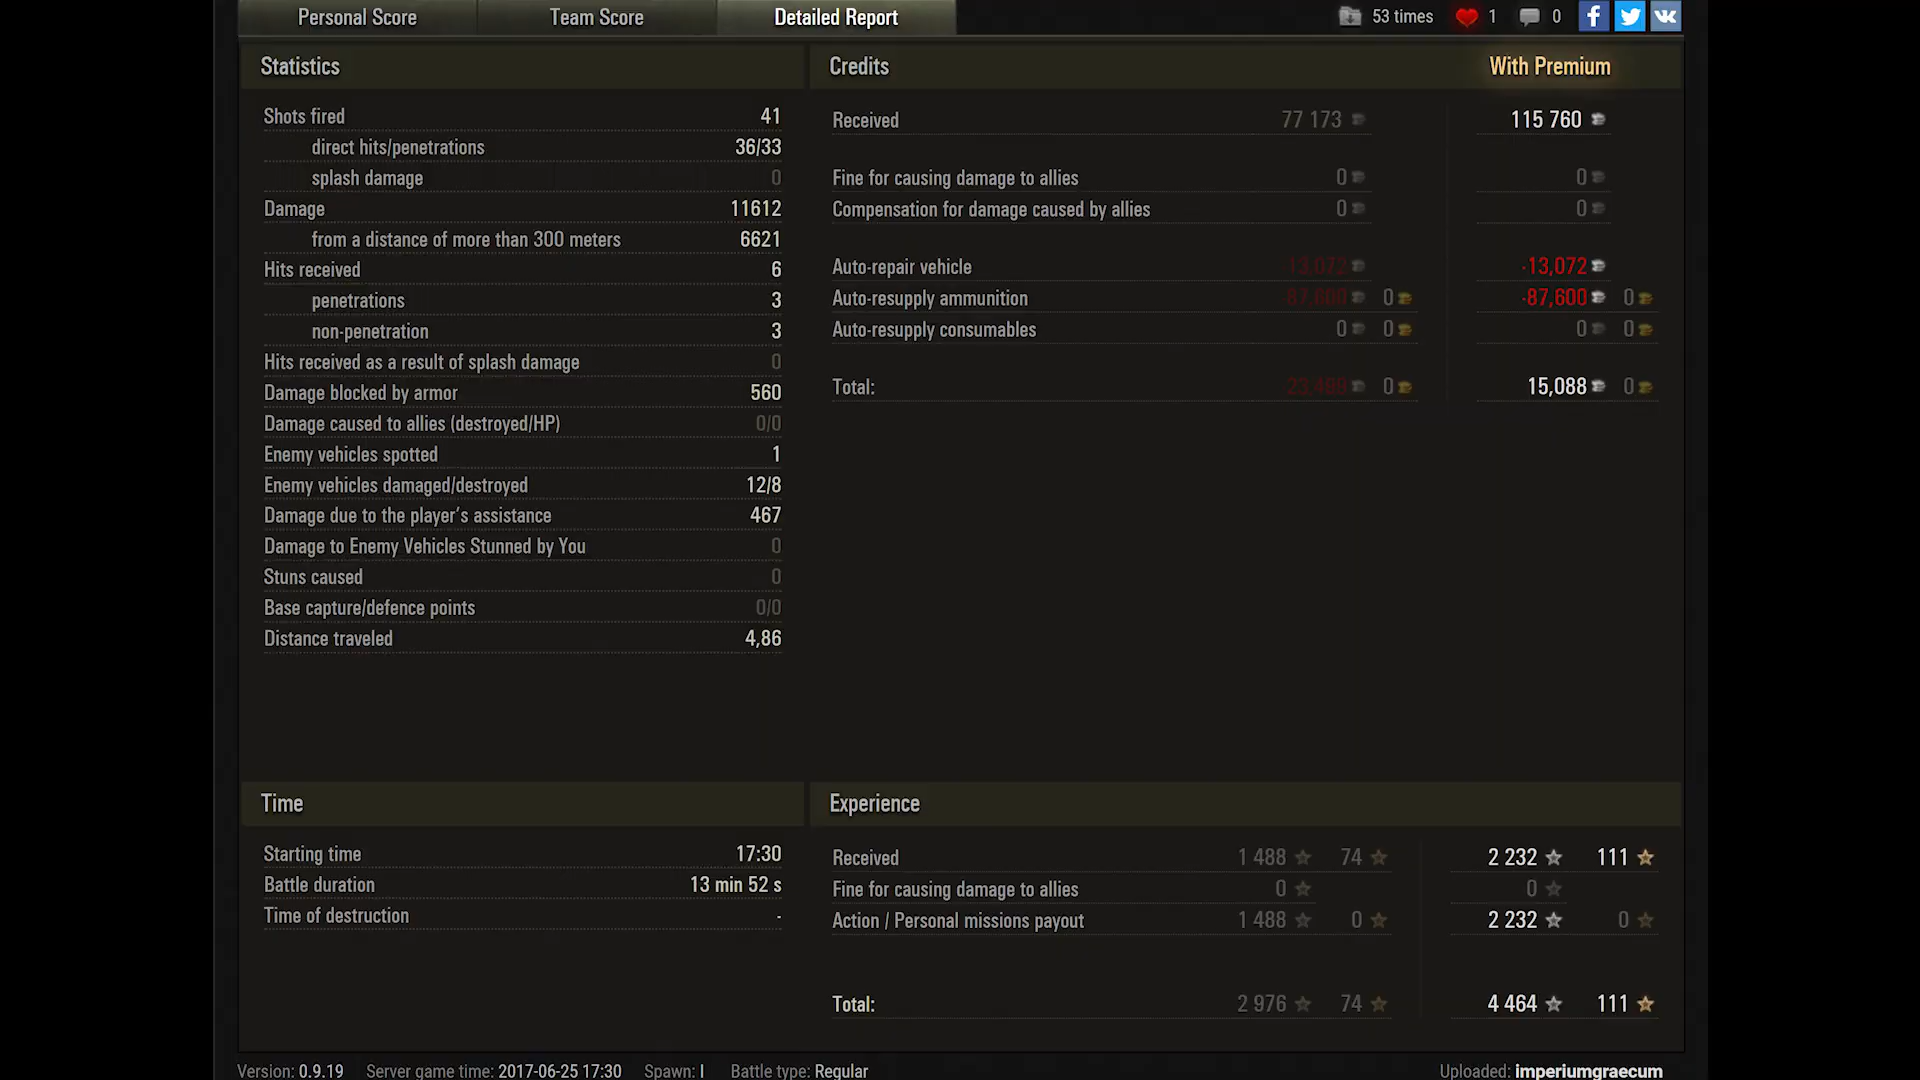 Personal Score Team Score Detailed Report 53 times 1 0
Statistics
Shots fired 41
direct hits/penetrations 36/33
splash damage 0
Damage 11612
from a distance of more than 300 meters 6621
Hits received 6
penetrations 3
non-penetration 3
Hits received as a result of splash damage 0
Damage blocked by armor 560
Damage caused to allies (destroyed/HP) 0/0
Enemy vehicles spotted 1
Enemy vehicles damaged/destroyed 12/8
Damage due to the player's assistance 467
Damage to Enemy Vehicles Stunned by You 0
Stuns caused 0
Base capture/defence points 0/0
Distance traveled 4,86
Credits With Premium
Received 77 173 115 760
Fine for causing damage to allies 0 0
Compensation for damage caused by allies 0 0
Auto-repair vehicle 13,072 -13,072
Auto-resupply ammunition 87,600 0 -87,600 0
Auto-resupply consumables 0 0 0 0
Total: 0 15,088 0
Time
Starting time 17:30
Battle duration 13 min 52 s
Time of destruction -
Experience
Received 1 488 74 2 232 111
Fine for causing damage to allies 0 0
Action / Personal missions payout 1 488 0 2 232 0
Total: 2 976 74 4 464 111
Version: 0.9.19 Server game time: 2017-06-25 17:30 Spawn: I Battle type: Regular Uploaded: imperiumgraecum